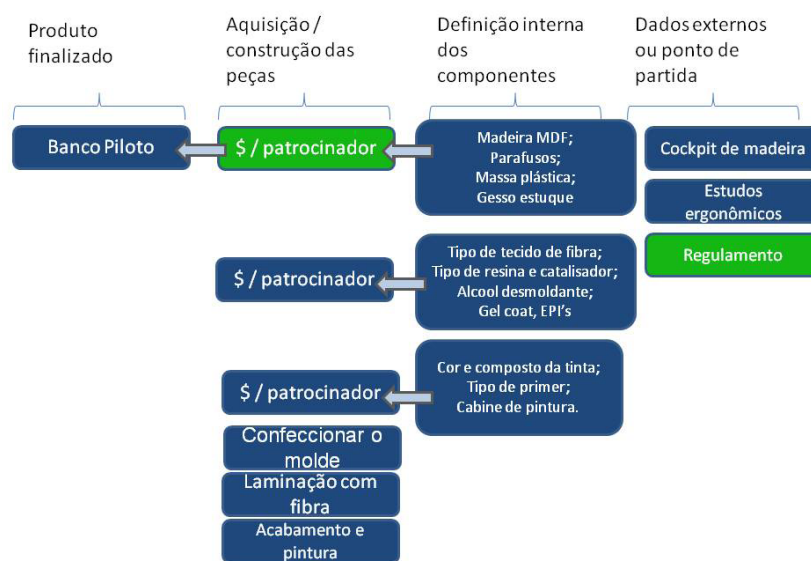 Produto
finalizado
Aquisição /
construção das
peças
Definição interna
dos
componentes
Dados externos
ou ponto de
partida
Banco Piloto
$ / patrocinador
Madeira MDF;
Parafusos;
Massa plástica;
Gesso estuque
Cockpit de madeira
Estudos
ergonômicos
Regulamento
$ / patrocinador
Tipo de tecido de fibra;
Tipo de resina e catalisador;
Alcool desmoldante;
Gel coat, EPI's
$ / patrocinador
Cor e composto da tinta;
Tipo de primer;
Cabine de pintura.
Confeccionar o
molde
Laminação com
fibra
Acabamento e
pintura